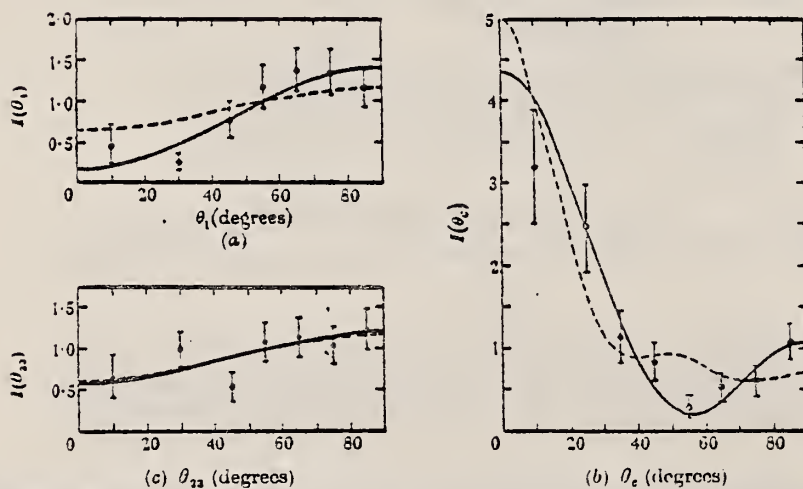 2·0
1·5
1·0
0·5
I(θ₁)
0 20 40 60 80
θ₁(degrees)
(a)
1·5
1·0
0·5
I(θ₂₃)
0 20 40 60 80
(c) θ₂₃ (degrees)
5
4
3
2
1
I(θc)
0 20 40 60 80
(b) θc (degrees)